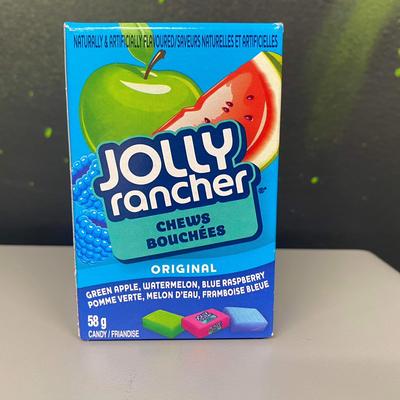 NATURALLY & ARTIFICIALLY FLAVOURED/SAVEURS NATURELLES ET ARTIFICIELLES
JOLLY
rancher
CHEWS
BOUCHÉES
ORIGINAL
GREEN APPLE, WATERMELON, BLUE RASPBERRY
POMME VERTE, MELON D'EAU, FRAMBOISE BLEUE
58 g
CANDY/FRIANDISE